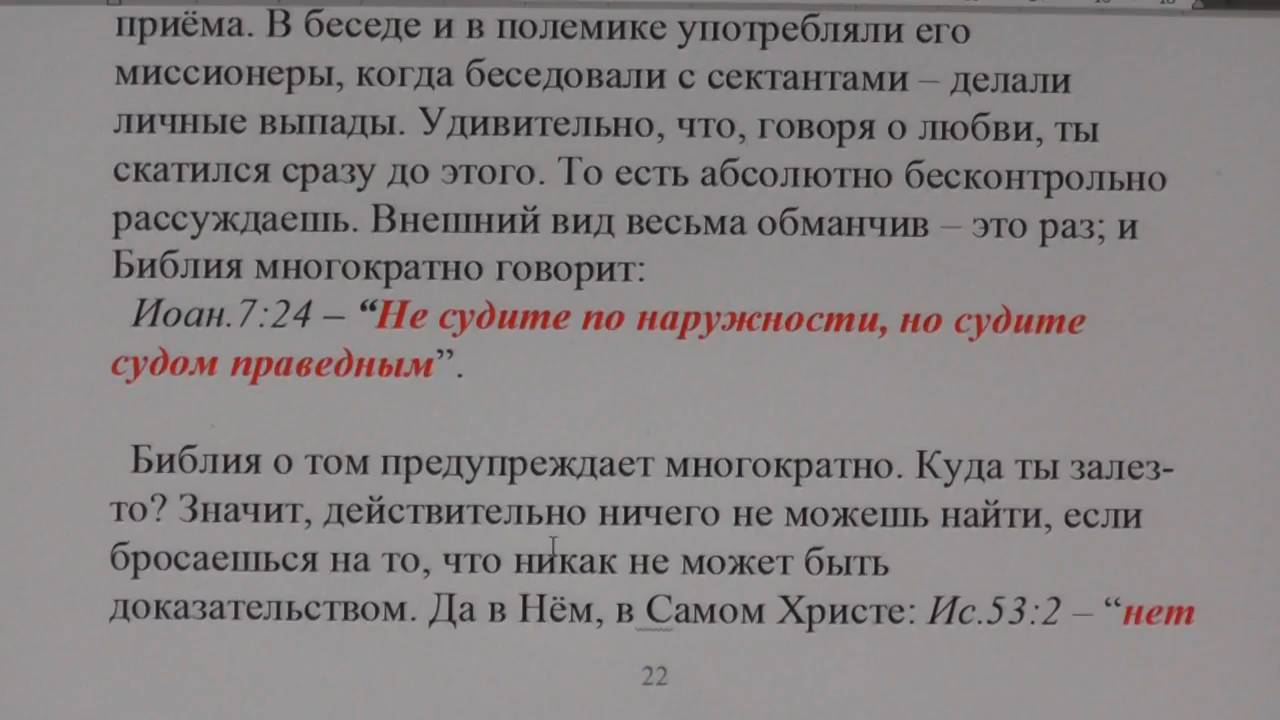 приёма. В беседе и в полемике употребляли его
миссионеры, когда беседовали с сектантами – делали
личные выпады. Удивительно, что, говоря о любви, ты
скатился сразу до этого. То есть абсолютно бесконтрольно
рассуждаешь. Внешний вид весьма обманчив – это раз; и
Библия многократно говорит:
Иоан.7:24 – “Не судите по наружности, но судите
судом праведным”.
Библия о том предупреждает многократно. Куда ты залез-
то? Значит, действительно ничего не можешь найти, если
бросаешься на то, что никак не может быть
доказательством. Да в Нём, в Самом Христе: Ис.53:2 – “нет
22